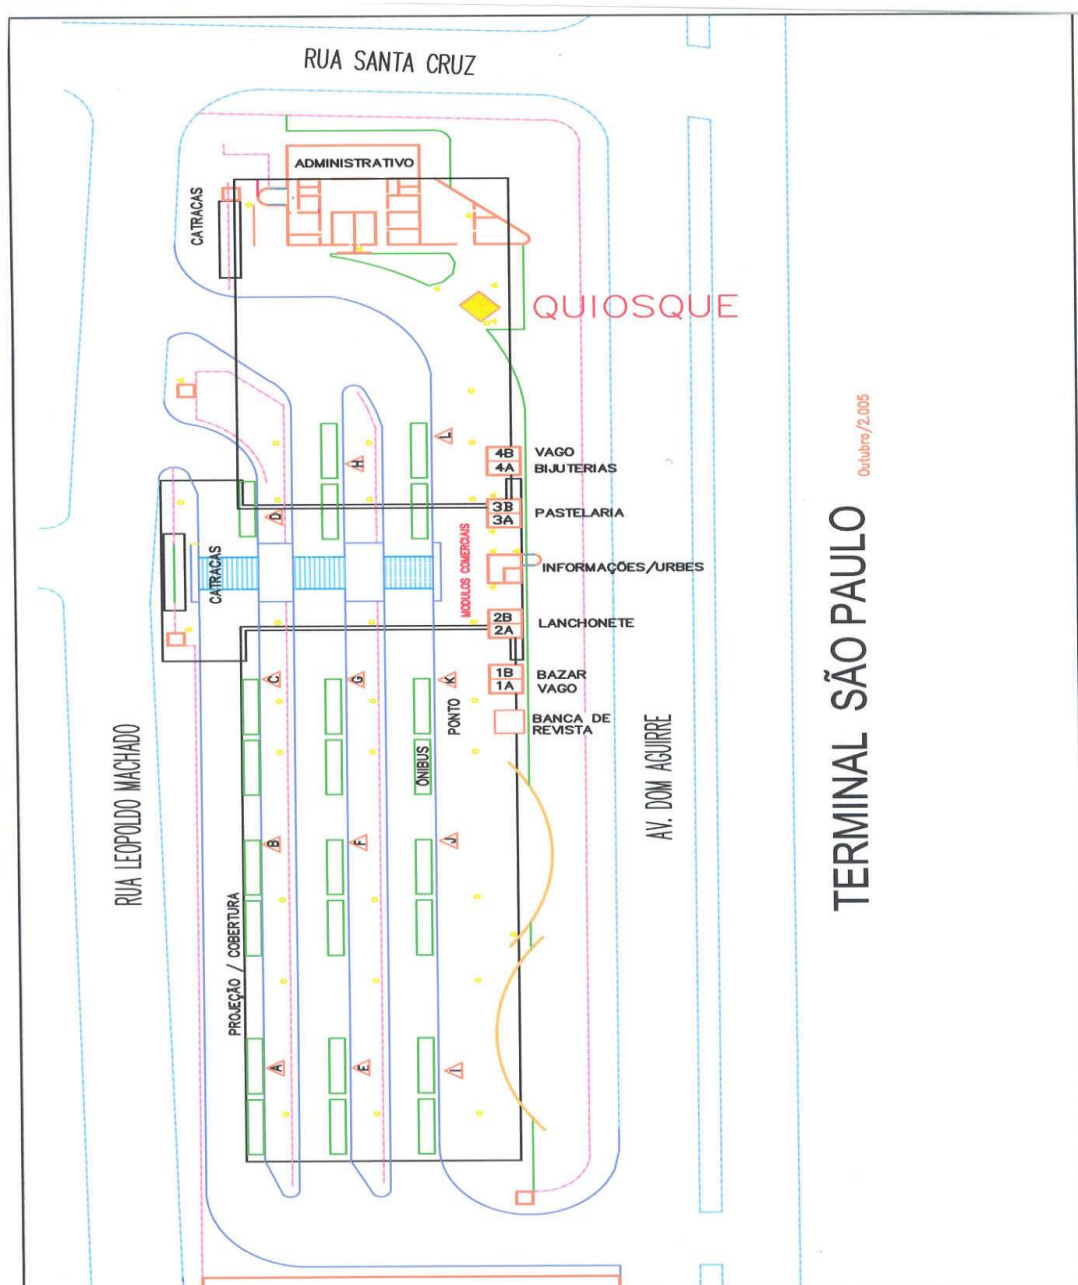 RUA SANTA CRUZ
ADMINISTRATIVO
CATRACAS
QUIOSQUE
L
H
D
4B
VAGO
4A
BIJUTERIAS
3B
3A
PASTELARIA
MODULOS COMERCIAIS
CATRACAS
INFORMAÇÕES/URBES
2B
2A
LANCHONETE
1B
BAZAR
1A
VAGO
C
G
K
PONTO
BANCA DE
REVISTA
ÔNIBUS
RUA LEOPOLDO MACHADO
AV. DOM AGUIRRE
B
F
J
PROJEÇÃO / COBERTURA
A
E
I
TERMINAL SÃO PAULO
Outubro/2.005